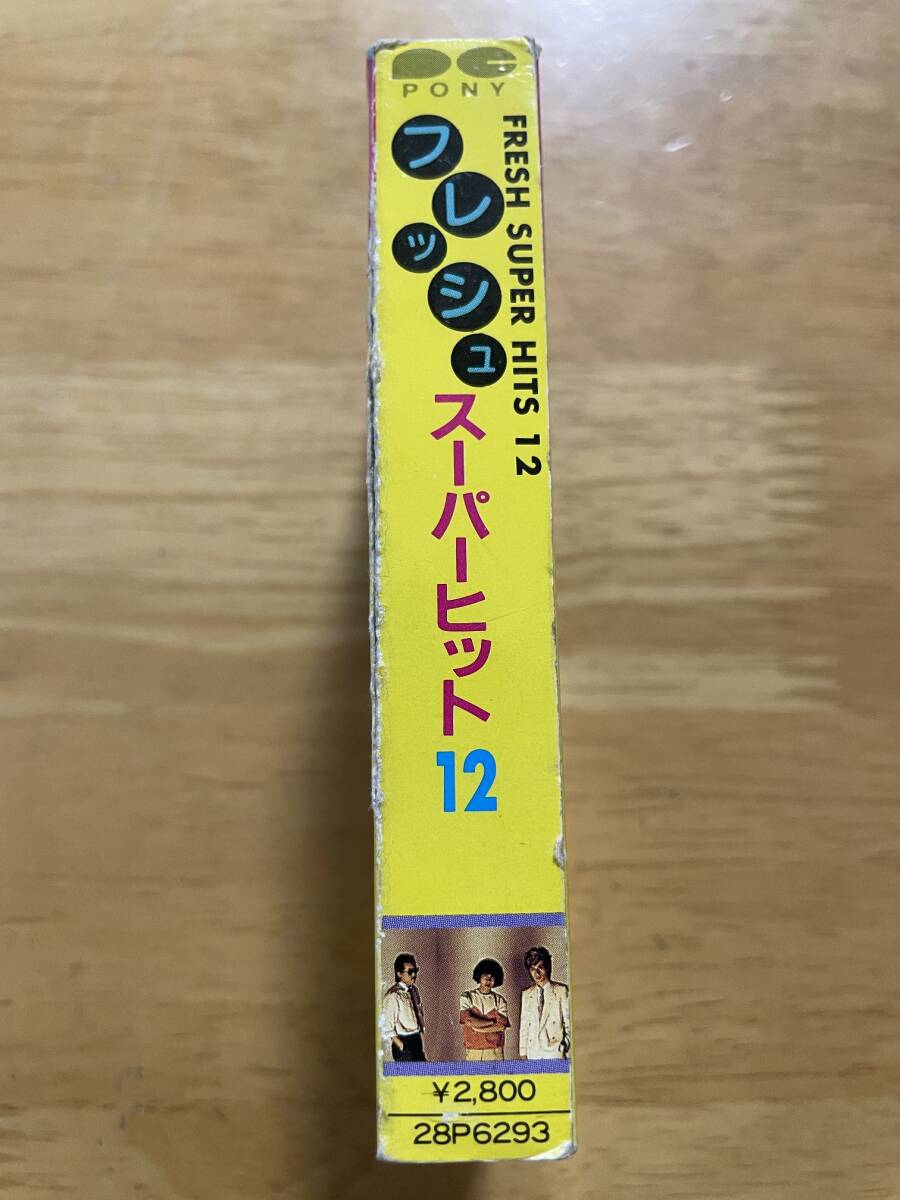 PONY
FRESH SUPER HITS 12
フレッシュ
スーパーヒット
12
¥2,800
28P6293